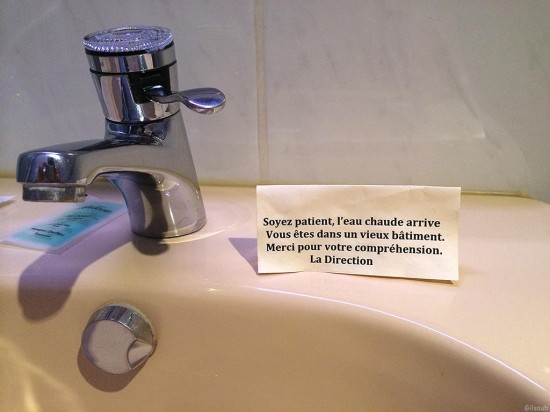 Soyez patient, l'eau chaude arrive
Vous êtes dans un vieux bâtiment.
Merci pour votre compréhension.
La Direction